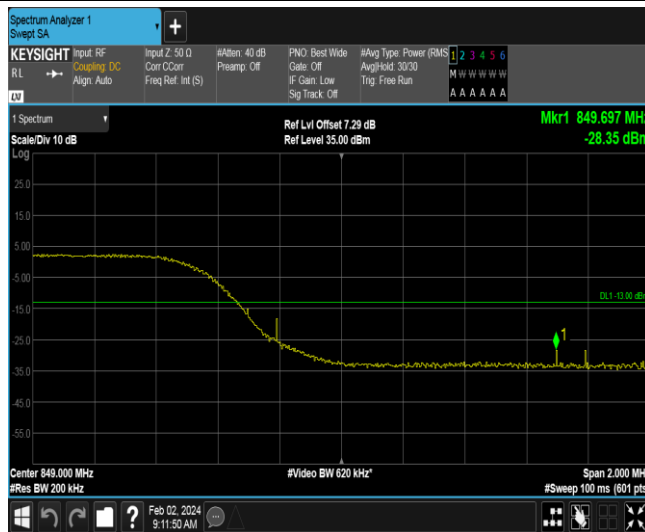 Spectrum Analyzer 1
Swept SA
+
KEYSIGHT
RL
Input: RF
Coupling: DC
Align: Auto
Input Z: 50 Ω
Corr CCorr
Freq Ref: Int (S)
#Atten: 40 dB
Preamp: Off
PNO: Best Wide
Gate: Off
IF Gain: Low
Sig Track: Off
#Avg Type: Power (RMS
Avg|Hold: 30/30
Trig: Free Run
1 2 3 4 5 6
M W W W W W
A A A A A A
1 Spectrum
Scale/Div 10 dB
Log
Ref Lvl Offset 7.29 dB
Ref Level 35.00 dBm
Mkr1 849.697 MHz
-28.35 dBm
25.0
15.0
5.00
-5.00
-15.0
-25.0
-35.0
-45.0
-55.0
DL1 -13.00 dBm
1
Center 849.000 MHz
#Res BW 200 kHz
#Video BW 620 kHz*
Span 2.000 MHz
#Sweep 100 ms (601 pts)
?
Feb 02, 2024
9:11:50 AM